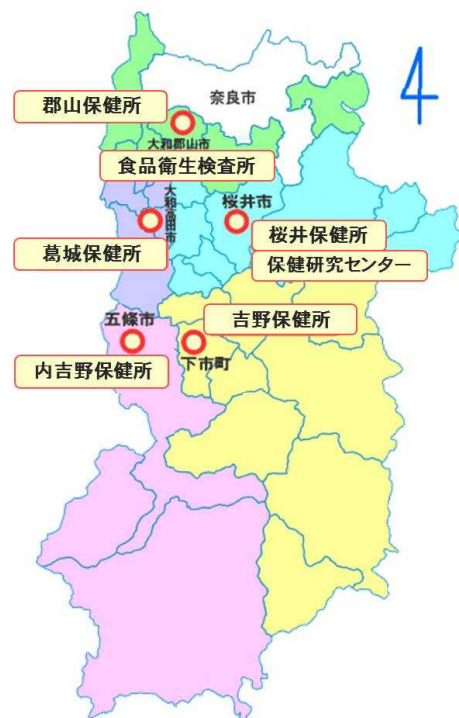 奈良市
郡山保健所
大和郡山市
食品衛生検査所
大和高田市
桜井市
葛城保健所
桜井保健所
保健研究センター
五條市
吉野保健所
下市町
内吉野保健所